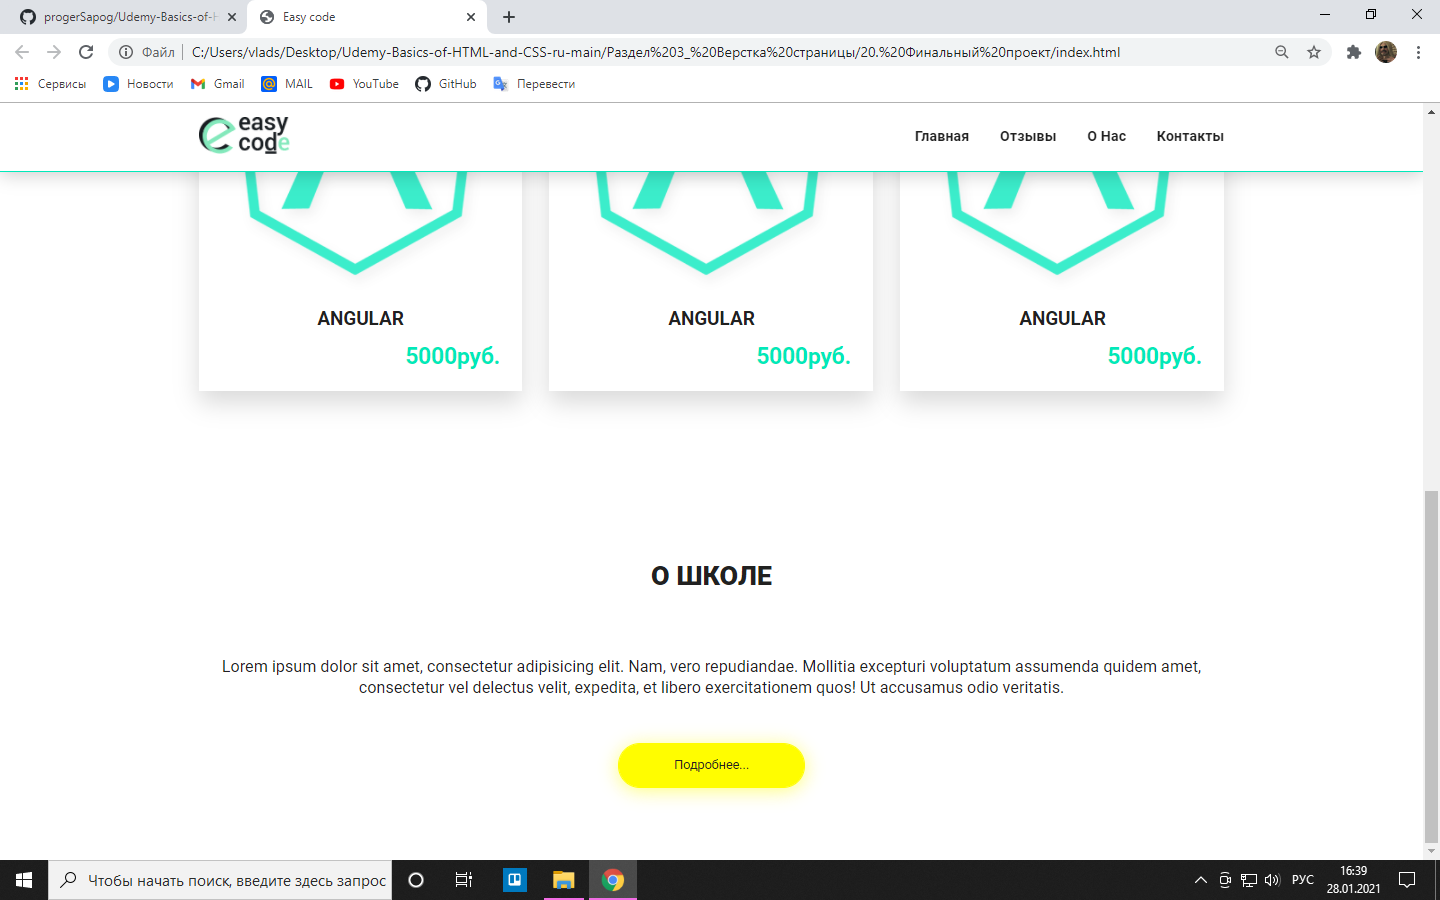 progerSapog/Udemy-Basics-of-H
Easy code
Файл
C:/Users/vlads/Desktop/Udemy-Basics-of-HTML-and-CSS-ru-main/Раздел%203_%20Верстка%20страницы/20.%20Финальный%20проект/index.html
Сервисы Новости Gmail MAIL YouTube GitHub Перевести
easy
code
Главная Отзывы О Нас Контакты
ANGULAR ANGULAR ANGULAR
5000руб. 5000руб. 5000руб.
О ШКОЛЕ
Lorem ipsum dolor sit amet, consectetur adipisicing elit. Nam, vero repudiandae. Mollitia excepturi voluptatum assumenda quidem amet,
consectetur vel delectus velit, expedita, et libero exercitationem quos! Ut accusamus odio veritatis.
Подробнее...
Чтобы начать поиск, введите здесь запрос
РУС
16:39
28.01.2021